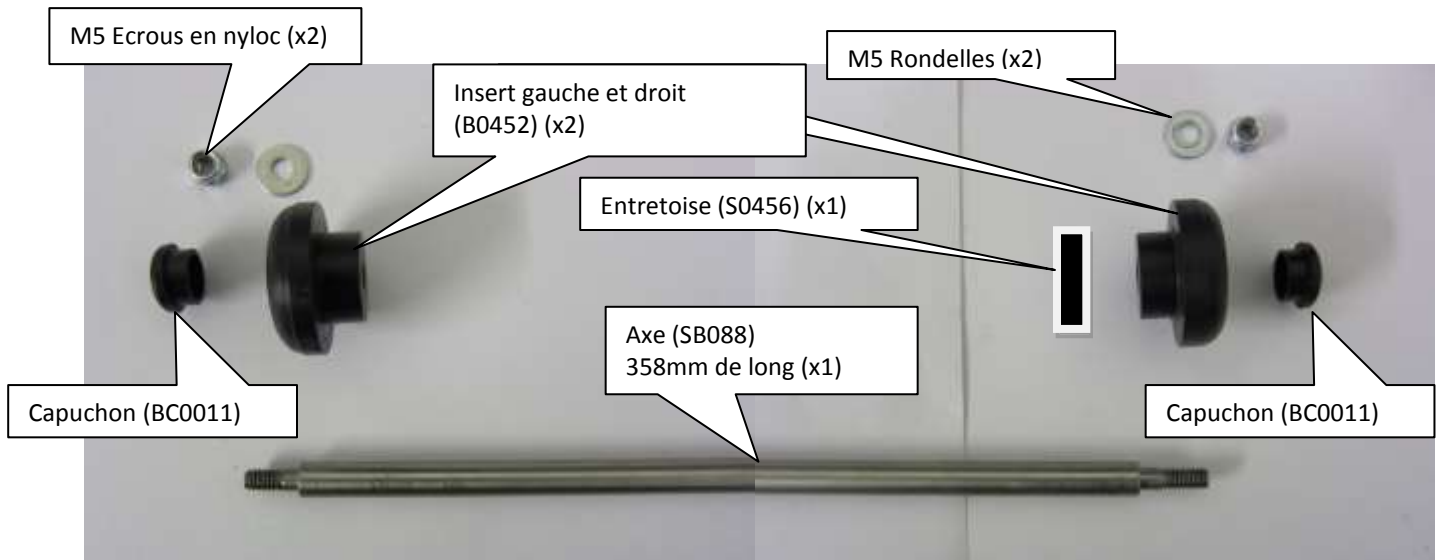 M5 Ecrous en nyloc (x2)
M5 Rondelles (x2)
Insert gauche et droit
(B0452) (x2)
Entretoise (S0456) (x1)
Axe (SB088)
358mm de long (x1)
Capuchon (BC0011)
Capuchon (BC0011)